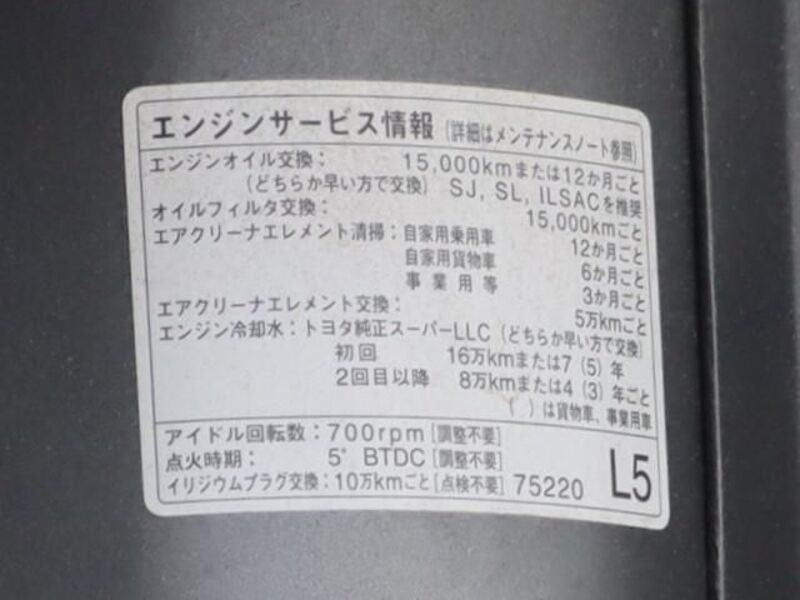 エンジンサービス情報 (詳細はメンテナンスノート参照)
エンジンオイル交換： 15,000kmまたは12か月ごと
(どちらか早い方で交換) SJ, SL, ILSACを推奨
オイルフィルタ交換： 15,000kmごと
エアクリーナエレメント清掃：自家用乗用車 12か月ごと
自家用貨物車 6か月ごと
事業用等 3か月ごと
エアクリーナエレメント交換： 5万kmごと
エンジン冷却水：トヨタ純正スーパーLLC (どちらか早い方で交換)
初回 16万kmまたは7 (5) 年
2回目以降 8万kmまたは4 (3) 年ごと
( ) は貨物車、事業用車
アイドル回転数：700rpm [調整不要]
点火時期： 5° BTDC [調整不要]
イリジウムプラグ交換：10万kmごと [点検不要] 75220 L5